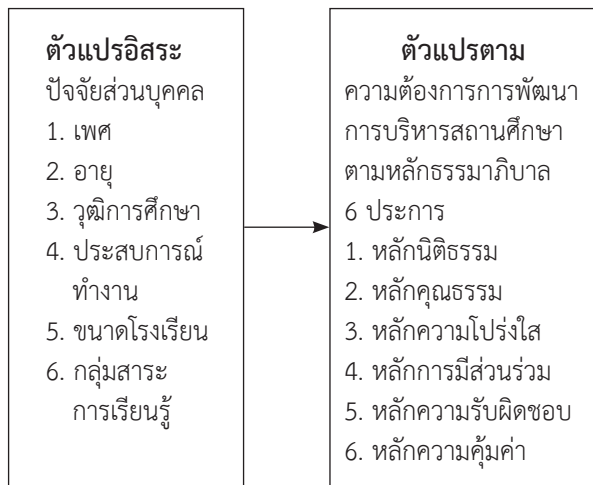 ตัวแปรอิสระ
ปัจจัยส่วนบุคคล
1. เพศ
2. อายุ
3. วุฒิการศึกษา
4. ประสบการณ์
ทำงาน
5. ขนาดโรงเรียน
6. กลุ่มสาระ
การเรียนรู้
ตัวแปรตาม
ความต้องการการพัฒนา
การบริหารสถานศึกษา
ตามหลักธรรมาภิบาล
6 ประการ
1. หลักนิติธรรม
2. หลักคุณธรรม
3. หลักความโปร่งใส
4. หลักการมีส่วนร่วม
5. หลักความรับผิดชอบ
6. หลักความคุ้มค่า